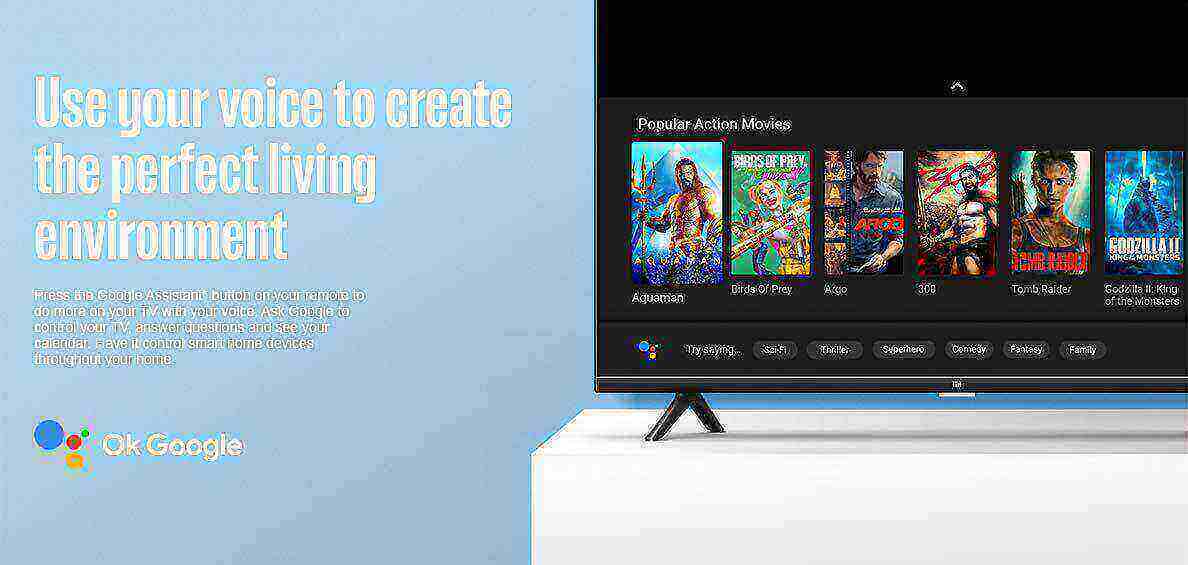 Use your voice to create
the perfect living
environment
Press the Google Assistant* button on your remote to
do more on your TV with your voice. Ask Google to
control your TV, answer questions and see your
calendar. Have it control smart home devices
throughout your home.
Ok Google
Popular Action Movies
BIRDS OF PREY
ARGO
TOMB RAIDER
GODZILLA II
KING OF THE MONSTERS
Aquaman
Birds Of Prey
Argo
300
Tomb Raider
Godzilla II: King
of the Monsters
Try saying...
Sci-Fi
Thriller
Superhero
Comedy
Fantasy
Family
mi